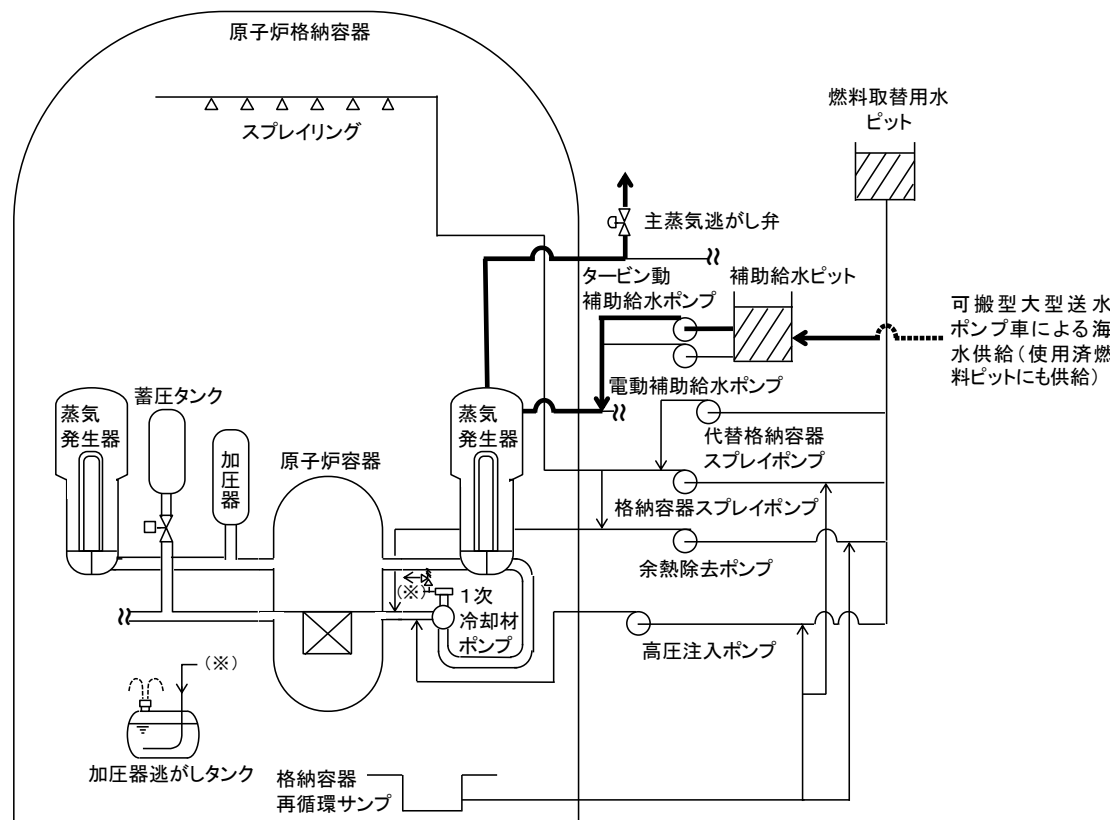 原子炉格納容器
スプレイリング
燃料取替用水
ピット
主蒸気逃がし弁
タービン動
補助給水ポンプ
補助給水ピット
可搬型大型送水
ポンプ車による海
水供給(使用済燃
料ピットにも供給)
電動補助給水ポンプ
蓄圧タンク
蒸気
発生器
加圧器
原子炉容器
蒸気
発生器
代替格納容器
スプレイポンプ
格納容器スプレイポンプ
余熱除去ポンプ
(※)
1次
冷却材
ポンプ
高圧注入ポンプ
(※)
加圧器逃がしタンク
格納容器
再循環サンプ